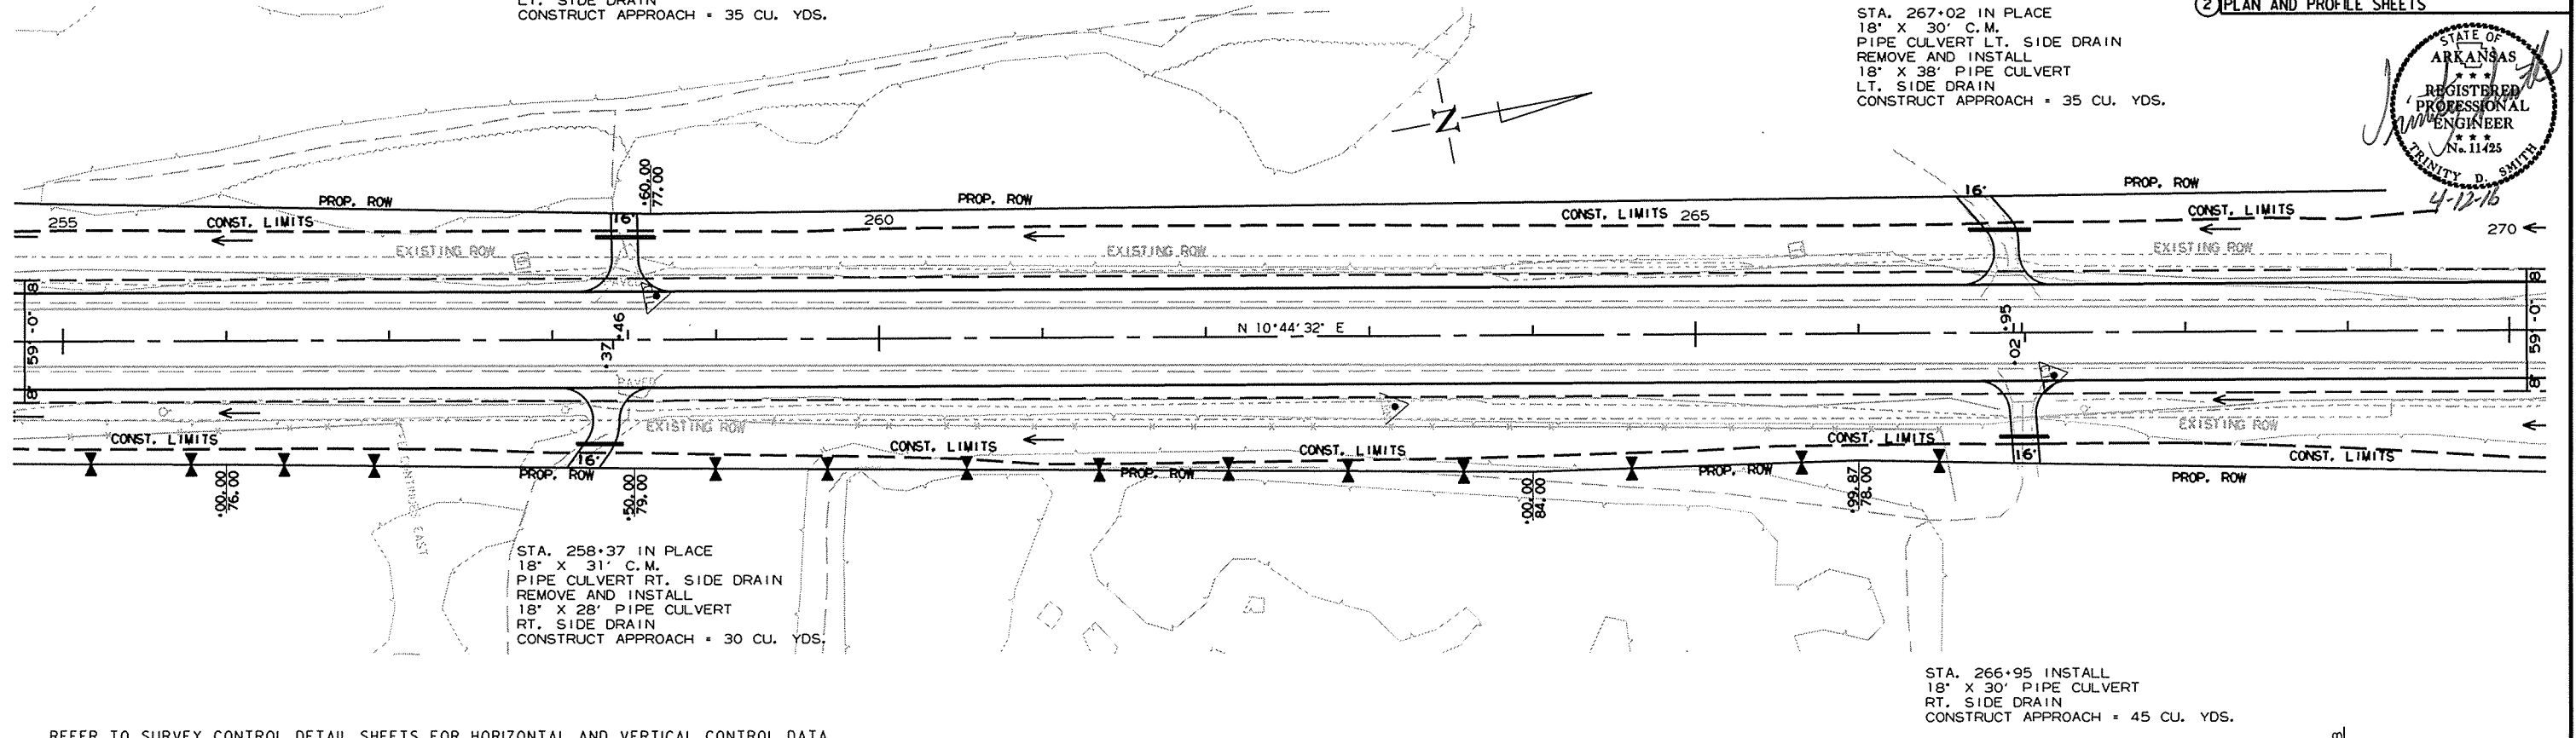 LT. SIDE DRAIN
CONSTRUCT APPROACH = 35 CU. YDS.
STA. 267+02 IN PLACE
18" X 30' C.M.
PIPE CULVERT LT. SIDE DRAIN
REMOVE AND INSTALL
18" X 38' PIPE CULVERT
LT. SIDE DRAIN
CONSTRUCT APPROACH = 35 CU. YDS.
2 PLAN AND PROFILE SHEETS
STATE OF
ARKANSAS
★ ★ ★
REGISTERED
PROFESSIONAL
ENGINEER
★ ★ ★
No. 11425
TRINITY D. SMITH
4-12-16
N
+60.00
77.00
PROP. ROW
PROP. ROW
PROP. ROW
16'
16'
255
CONST. LIMITS
260
CONST. LIMITS 265
CONST. LIMITS
270
EXISTING ROW
EXISTING ROW
EXISTING ROW
8'
59'-0"
8'
+37
+46
N 10°44'32" E
+95
+02
8'
59'-0"
8'
PAVED
EXISTING ROW
EXISTING ROW
CONST. LIMITS
CONST. LIMITS
CONST. LIMITS
CONST. LIMITS
CONST. LIMITS
16'
16'
PROP. ROW
PROP. ROW
PROP. ROW
PROP. ROW
+00.00
76.00
+50.00
79.00
+00.00
84.00
+99.87
78.00
EAST
STA. 258+37 IN PLACE
18" X 31' C.M.
PIPE CULVERT RT. SIDE DRAIN
REMOVE AND INSTALL
18" X 28' PIPE CULVERT
RT. SIDE DRAIN
CONSTRUCT APPROACH = 30 CU. YDS.
STA. 266+95 INSTALL
18" X 30' PIPE CULVERT
RT. SIDE DRAIN
CONSTRUCT APPROACH = 45 CU. YDS.
REFER TO SURVEY CONTROL DETAIL SHEETS FOR HORIZONTAL AND VERTICAL CONTROL DATA